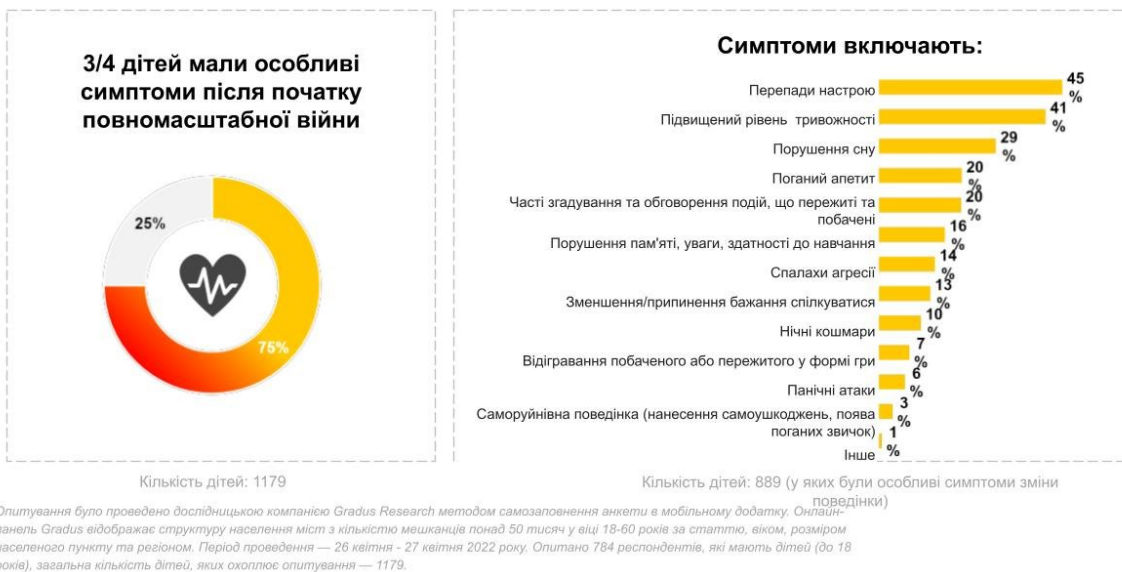 3/4 дітей мали особливі
симптоми після початку
повномасштабної війни
25%
75%
Кількість дітей: 1179
Симптоми включають:
Перепади настрою 45 %
Підвищений рівень тривожності 41 %
Порушення сну 29 %
Поганий апетит 20 %
Часті згадування та обговорення подій, що пережиті та
побачені 20 %
Порушення пам'яті, уваги, здатності до навчання 16 %
Спалахи агресії 14 %
Зменшення/припинення бажання спілкуватися 13 %
Нічні кошмари 10 %
Відігравання побаченого або пережитого у формі гри 7 %
Панічні атаки 6 %
Саморуйнівна поведінка (нанесення самоушкоджень, поява
поганих звичок) 3 %
Інше 1 %
Кількість дітей: 889 (у яких були особливі симптоми зміни
поведінки)
Опитування було проведено дослідницькою компанією Gradus Research методом самозаповнення анкети в мобільному додатку. Онлайн-
панель Gradus відображає структуру населення міст з кількістю мешканців понад 50 тисяч у віці 18-60 років за статтю, віком, розміром
населеного пункту та регіоном. Період проведення — 26 квітня - 27 квітня 2022 року. Опитано 784 респондентів, які мають дітей (до 18
років), загальна кількість дітей, яких охоплює опитування — 1179.